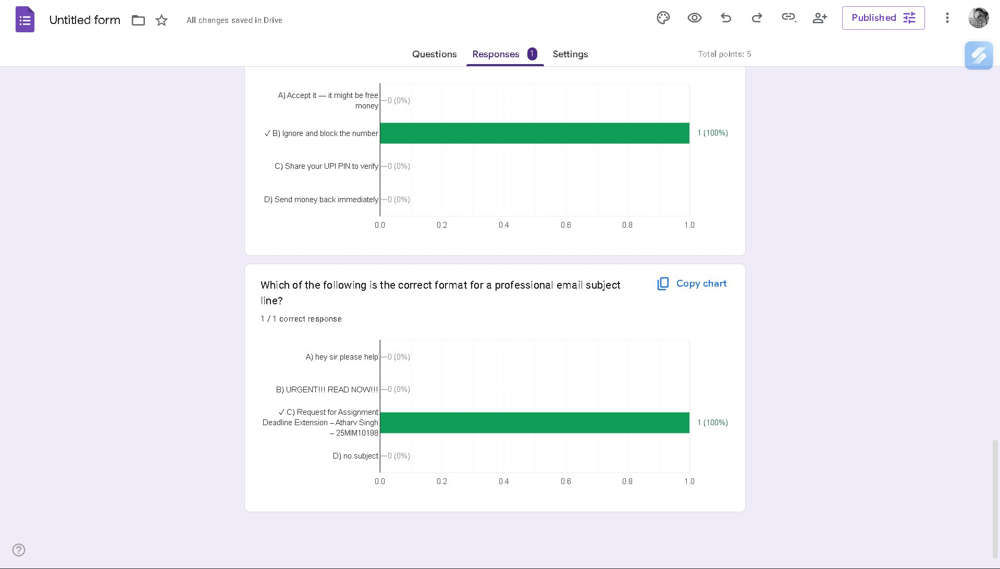 Untitled form
All changes saved in Drive
Published
Questions
Responses 1
Settings
Total points: 5
A) Accept it — it might be free
money
0 (0%)
✓ B) Ignore and block the number
1 (100%)
C) Share your UPI PIN to verify
0 (0%)
D) Send money back immediately
0 (0%)
0.0 0.2 0.4 0.6 0.8 1.0
Which of the following is the correct format for a professional email subject
line?
Copy chart
1 / 1 correct response
A) hey sir please help
0 (0%)
B) URGENT!!! READ NOW!!!
0 (0%)
✓ C) Request for Assignment
Deadline Extension – Atharv Singh
– 25MIM10198
1 (100%)
D) no subject
0 (0%)
0.0 0.2 0.4 0.6 0.8 1.0